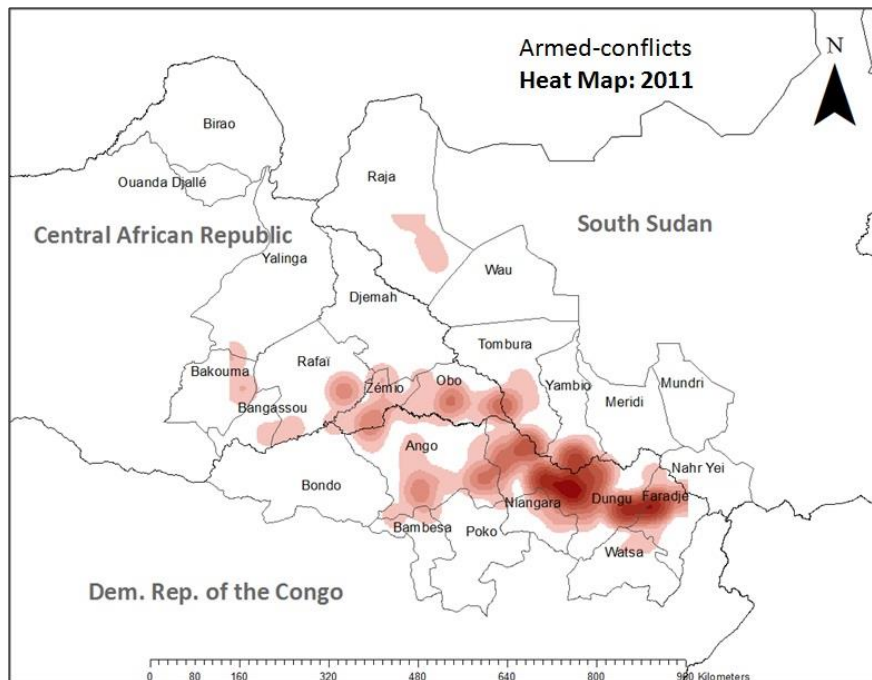 Armed-conflicts
Heat Map: 2011
N
Birao
Ouanda Djallé
Raja
Central African Republic
South Sudan
Yalinga
Wau
Djemah
Tombura
Rafaï
Bakouma
Zémio
Obo
Yambio
Mundri
Meridi
Bangassou
Ango
Nahr Yei
Bondo
Niangara
Dungu
Faradje
Bambesa
Poko
Watsa
Dem. Rep. of the Congo
0 80 160 320 480 640 800 960 Kilometers